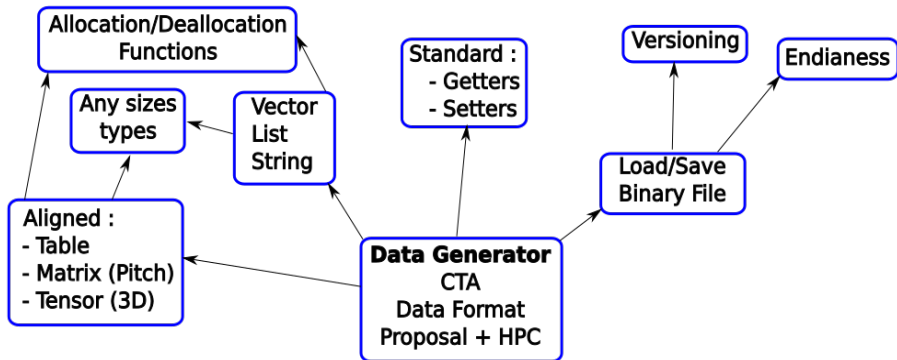 Allocation/Deallocation
Functions
Any sizes
types
Vector
List
String
Aligned :
- Table
- Matrix (Pitch)
- Tensor (3D)
Standard :
- Getters
- Setters
Data Generator
CTA
Data Format
Proposal + HPC
Versioning
Endianess
Load/Save
Binary File